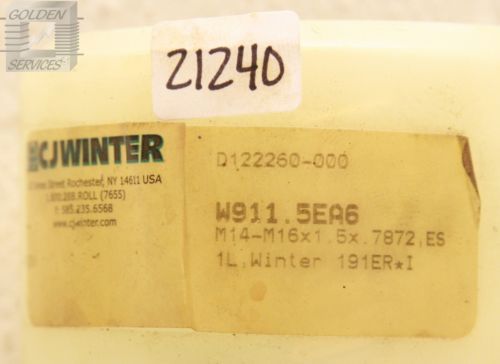 GOLDEN
SERVICES
21240
CJWINTER
Street, Rochester, NY 14611 USA
1.800.288.ROLL (7655)
f: 585.235.6568
www.cjwinter.com
D122260-000
W911.5EA6
M14-M16x1.5x.7872,ES
1L,Winter 191ER*I